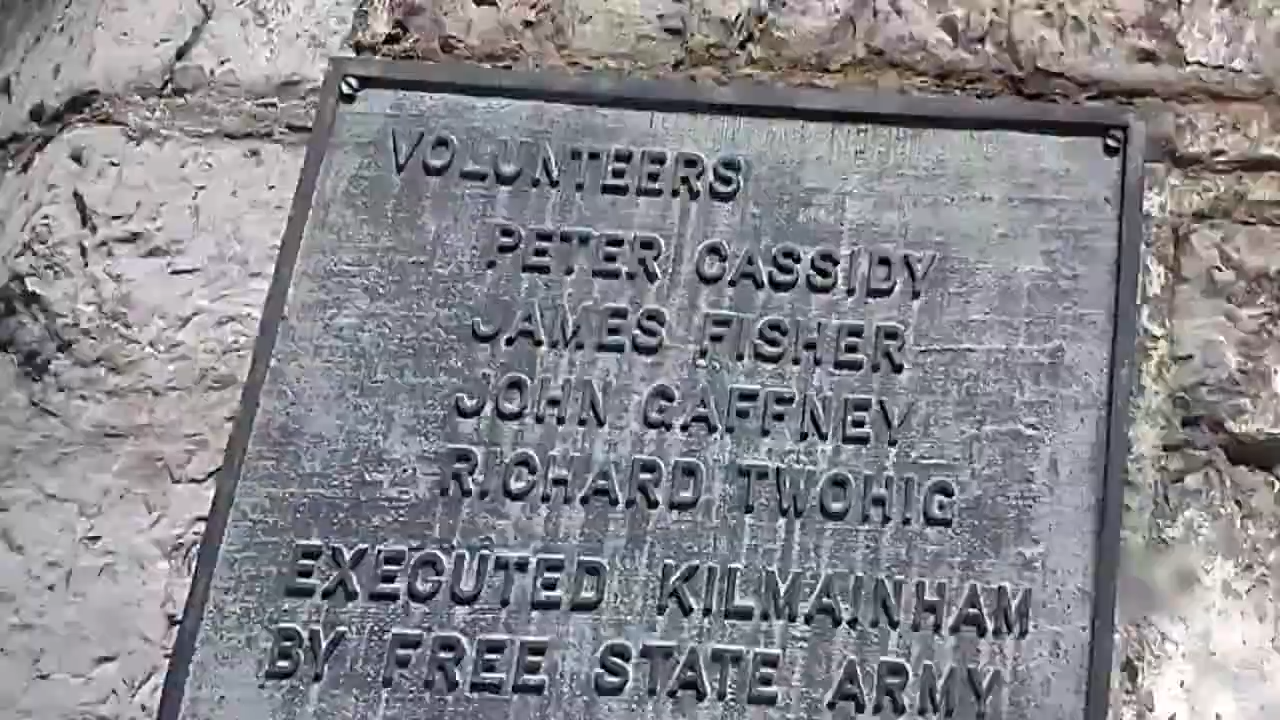 VOLUNTEERS
PETER CASSIDY
JAMES FISHER
JOHN GAFFNEY
RICHARD TWOHIG
EXECUTED KILMAINHAM
BY FREE STATE ARMY